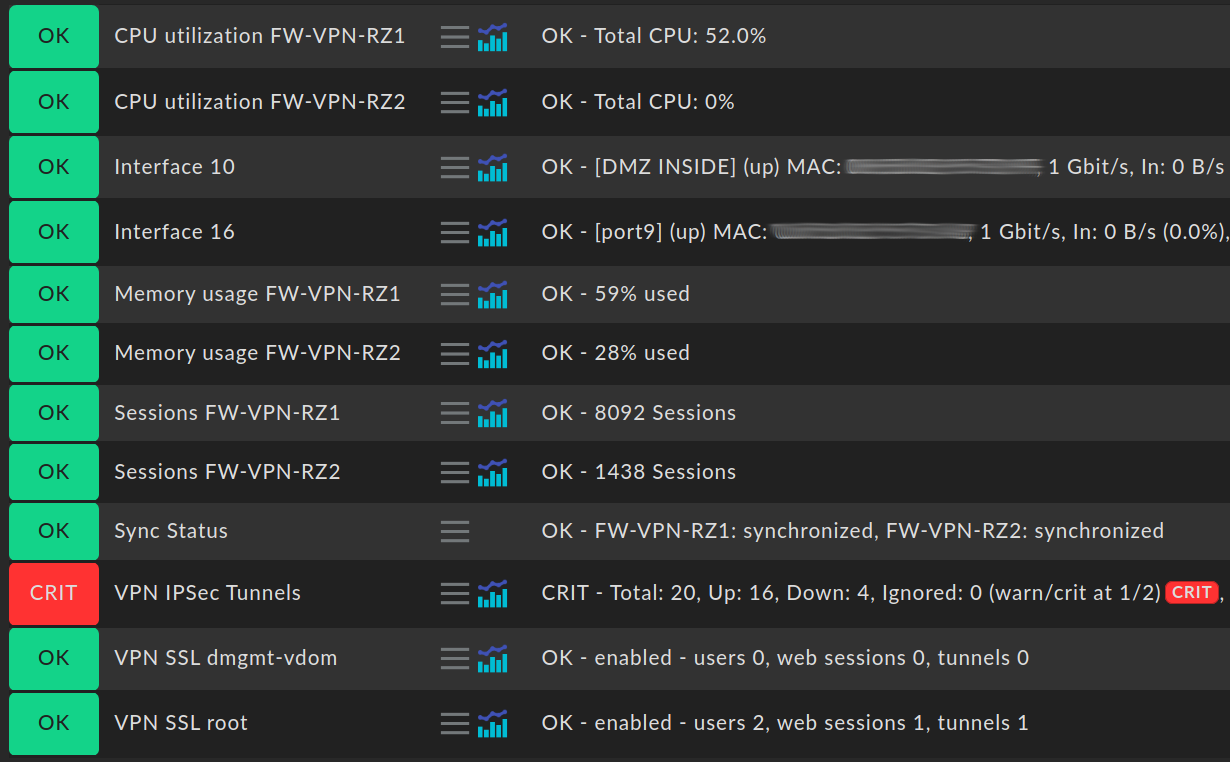 OK CPU utilization FW-VPN-RZ1 OK - Total CPU: 52.0%
OK CPU utilization FW-VPN-RZ2 OK - Total CPU: 0%
OK Interface 10 OK - [DMZ INSIDE] (up) MAC: , 1 Gbit/s, In: 0 B/s
OK Interface 16 OK - [port9] (up) MAC: , 1 Gbit/s, In: 0 B/s (0.0%),
OK Memory usage FW-VPN-RZ1 OK - 59% used
OK Memory usage FW-VPN-RZ2 OK - 28% used
OK Sessions FW-VPN-RZ1 OK - 8092 Sessions
OK Sessions FW-VPN-RZ2 OK - 1438 Sessions
OK Sync Status OK - FW-VPN-RZ1: synchronized, FW-VPN-RZ2: synchronized
CRIT VPN IPSec Tunnels CRIT - Total: 20, Up: 16, Down: 4, Ignored: 0 (warn/crit at 1/2) CRIT ,
OK VPN SSL dmgmt-vdom OK - enabled - users 0, web sessions 0, tunnels 0
OK VPN SSL root OK - enabled - users 2, web sessions 1, tunnels 1